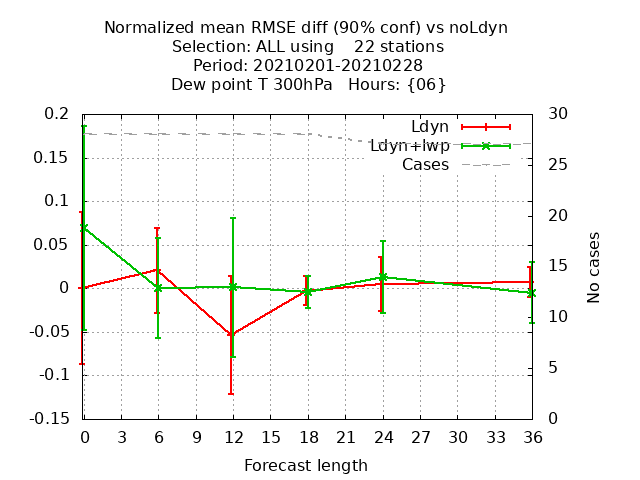 Normalized mean RMSE diff (90% conf) vs noLdyn
Selection: ALL using    22 stations
Period: 20210201-20210228
Dew point T 300hPa   Hours: {06}
0.2
0.15
0.1
0.05
0
-0.05
-0.1
-0.15
30
25
20
15
10
5
0
Ldyn
Ldyn+lwp
Cases
No cases
0 3 6 9 12 15 18 21 24 27 30 33 36
Forecast length